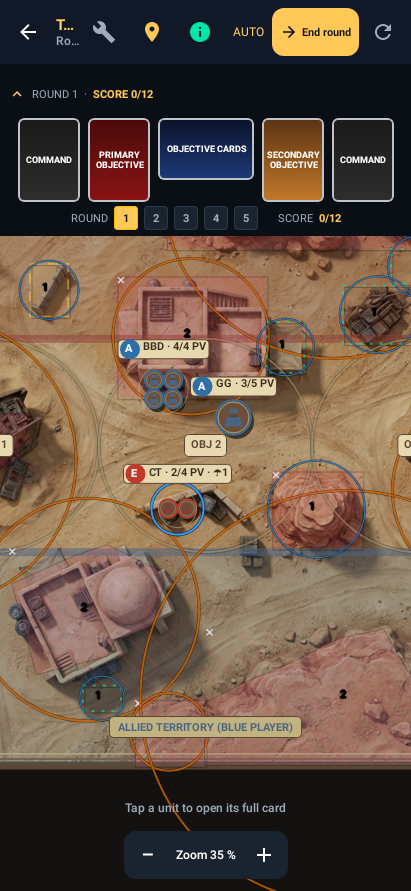 T...
Ro...
AUTO
End round
ROUND 1 · SCORE 0/12
COMMAND
PRIMARY
OBJECTIVE
OBJECTIVE CARDS
SECONDARY
OBJECTIVE
COMMAND
ROUND 1 2 3 4 5 SCORE 0/12
1
1
2
1
A BBD · 4/4 PV
A GG · 3/5 PV
1
OBJ 2
O
E CT · 2/4 PV · ☂1
1
2
1
2
ALLIED TERRITORY (BLUE PLAYER)
Tap a unit to open its full card
− Zoom 35 % +